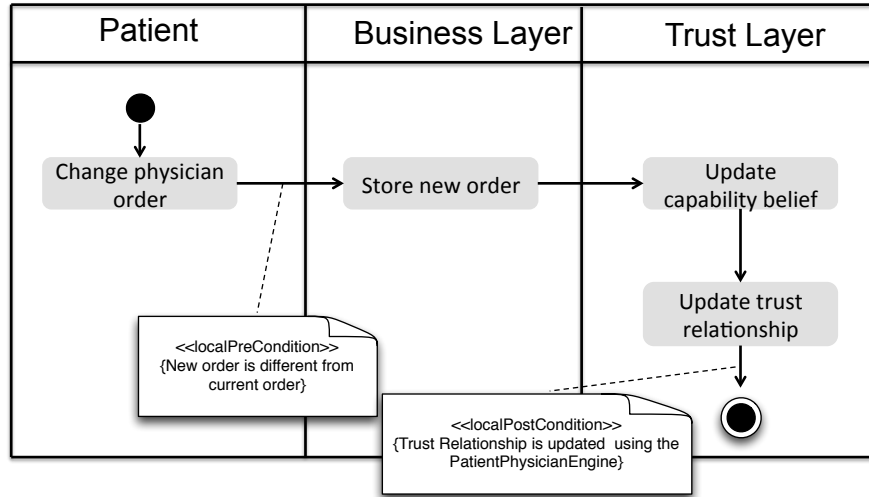 Patient
Business Layer
Trust Layer
Change physician
order
Store new order
Update
capability belief
Update trust
relationship
<<localPreCondition>>
{New order is different from
current order}
<<localPostCondition>>
{Trust Relationship is updated  using the
PatientPhysicianEngine}